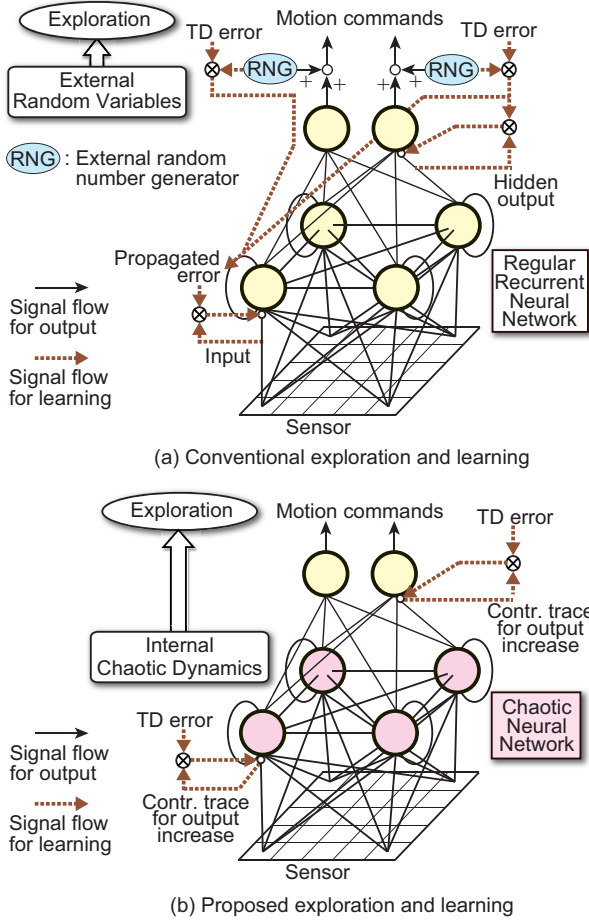 Exploration
TD error
Motion commands
TD error
RNG
+
+
RNG
External
Random Variables
RNG : External random
number generator
Hidden
output
Propagated
error
Regular
Recurrent
Neural
Network
Signal flow
for output
Input
Signal flow
for learning
Sensor
(a) Conventional exploration and learning
Exploration
Motion commands
TD error
Contr. trace
for output
increase
Internal
Chaotic Dynamics
TD error
Chaotic
Neural
Network
Signal flow
for output
Contr. trace
for output
increase
Signal flow
for learning
Sensor
(b) Proposed exploration and learning